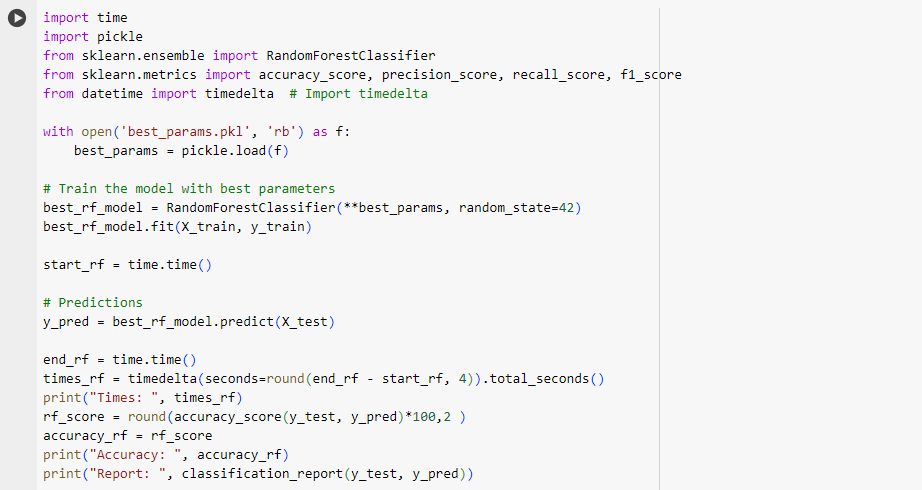 import time
import pickle
from sklearn.ensemble import RandomForestClassifier
from sklearn.metrics import accuracy_score, precision_score, recall_score, f1_score
from datetime import timedelta  # Import timedelta

with open('best_params.pkl', 'rb') as f:
    best_params = pickle.load(f)

# Train the model with best parameters
best_rf_model = RandomForestClassifier(**best_params, random_state=42)
best_rf_model.fit(X_train, y_train)

start_rf = time.time()

# Predictions
y_pred = best_rf_model.predict(X_test)

end_rf = time.time()
times_rf = timedelta(seconds=round(end_rf - start_rf, 4)).total_seconds()
print("Times: ", times_rf)
rf_score = round(accuracy_score(y_test, y_pred)*100,2 )
accuracy_rf = rf_score
print("Accuracy: ", accuracy_rf)
print("Report: ", classification_report(y_test, y_pred))